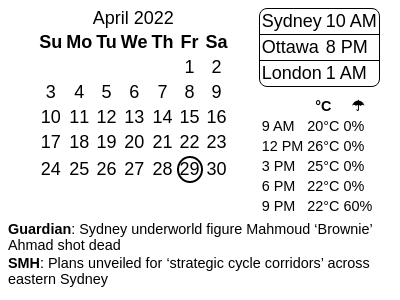 April 2022
Su Mo Tu We Th Fr Sa
1 2
3 4 5 6 7 8 9
10 11 12 13 14 15 16
17 18 19 20 21 22 23
24 25 26 27 28 29 30
Sydney 10 AM
Ottawa 8 PM
London 1 AM
°C ☂
9 AM 20°C 0%
12 PM 26°C 0%
3 PM 25°C 0%
6 PM 22°C 0%
9 PM 22°C 60%
Guardian: Sydney underworld figure Mahmoud ‘Brownie’
Ahmad shot dead
SMH: Plans unveiled for ‘strategic cycle corridors’ across
eastern Sydney